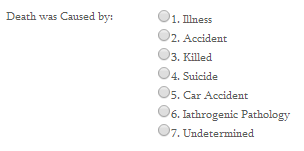 Death was Caused by:
1. Illness
2. Accident
3. Killed
4. Suicide
5. Car Accident
6. Iathrogenic Pathology
7. Undetermined